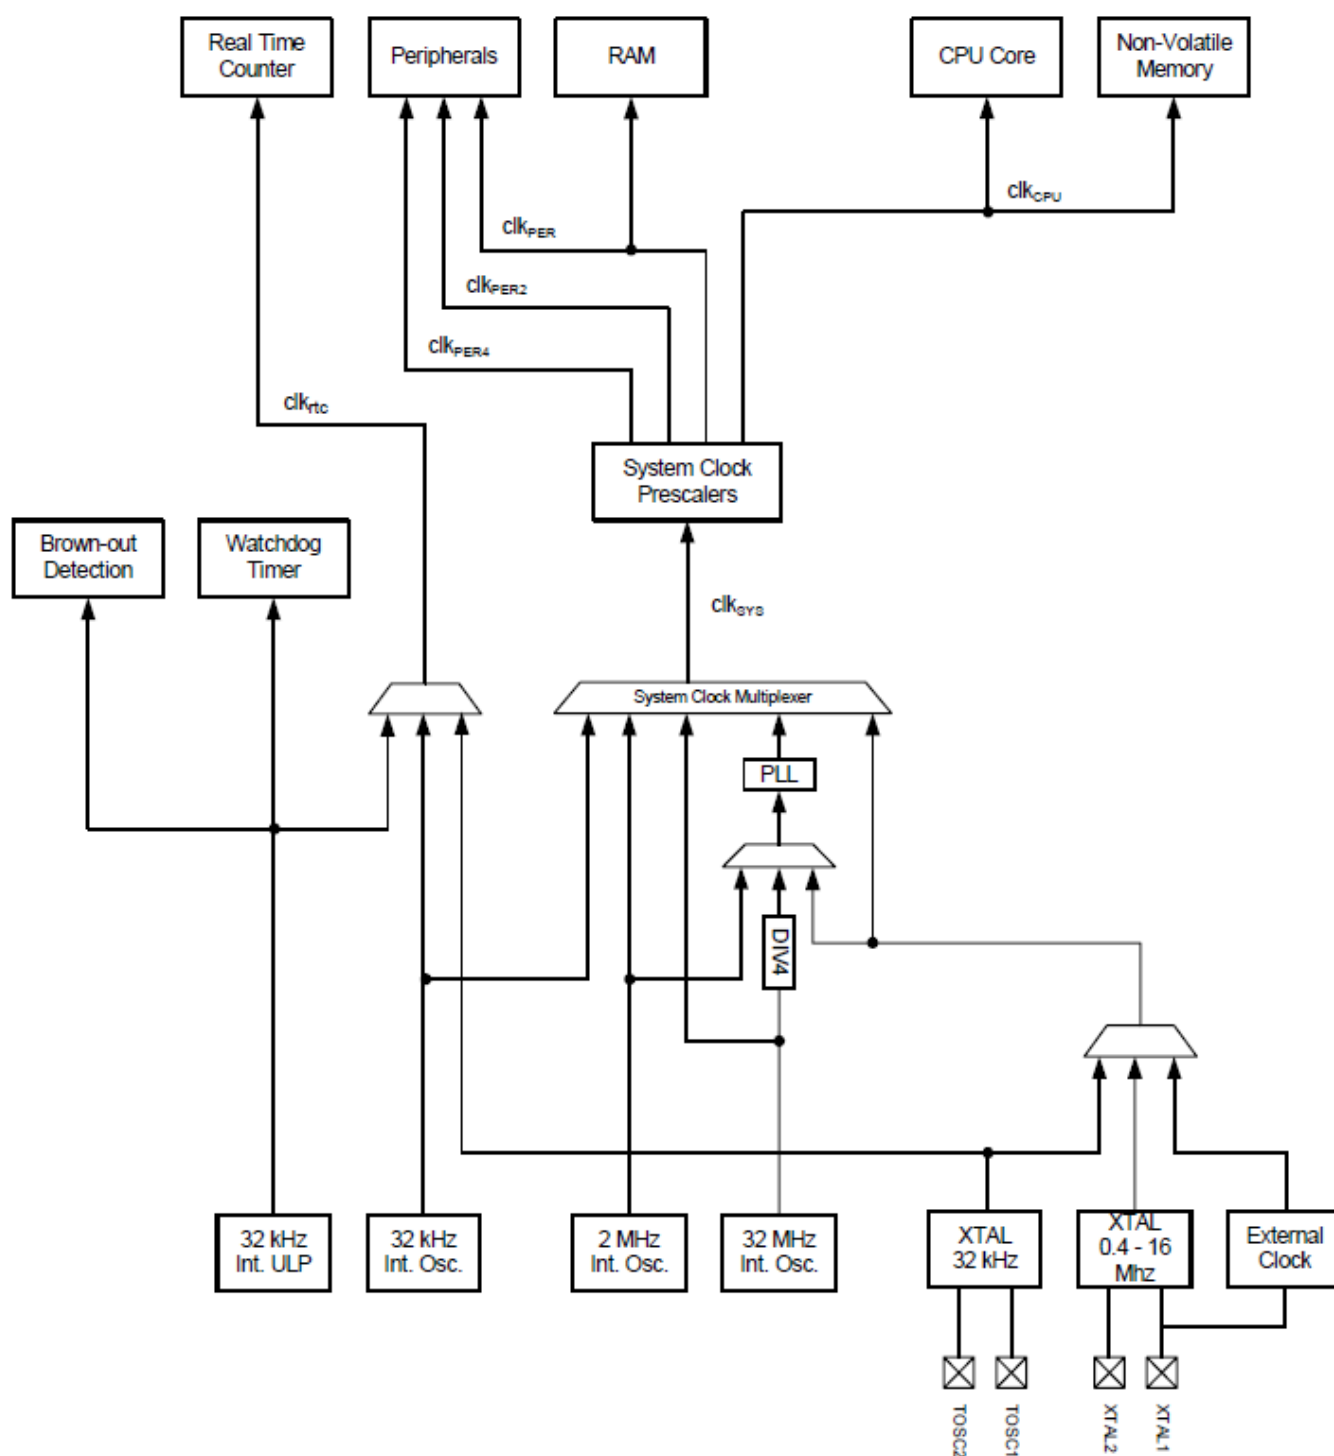 Real Time
Counter
Peripherals
RAM
CPU Core
Non-Volatile
Memory
clkCPU
clkPER
clkPER2
clkPER4
clkrtc
System Clock
Prescalers
Brown-out
Detection
Watchdog
Timer
clkSYS
System Clock Multiplexer
PLL
DIV4
32 kHz
Int. ULP
32 kHz
Int. Osc.
2 MHz
Int. Osc.
32 MHz
Int. Osc.
XTAL
32 kHz
XTAL
0.4 - 16
Mhz
External
Clock
TOSC2
TOSC1
XTAL2
XTAL1